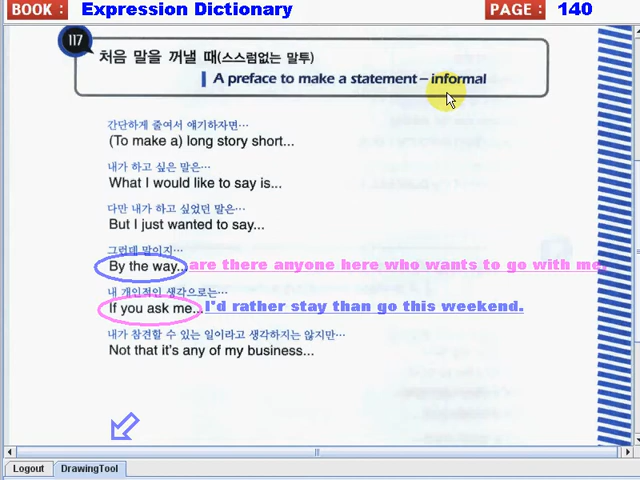 BOOK : Expression Dictionary PAGE : 140
117
처음 말을 꺼낼 때(스스럼없는 말투)
A preface to make a statement – informal
간단하게 줄여서 얘기하자면…
(To make a) long story short...
내가 하고 싶은 말은…
What I would like to say is...
다만 내가 하고 싶었던 말은…
But I just wanted to say...
그런데 말이지…
By the way... are there anyone here who wants to go with me.
내 개인적인 생각으로는…
If you ask me... I'd rather stay than go this weekend.
내가 참견할 수 있는 일이라고 생각하지는 않지만…
Not that it's any of my business...
Logout DrawingTool